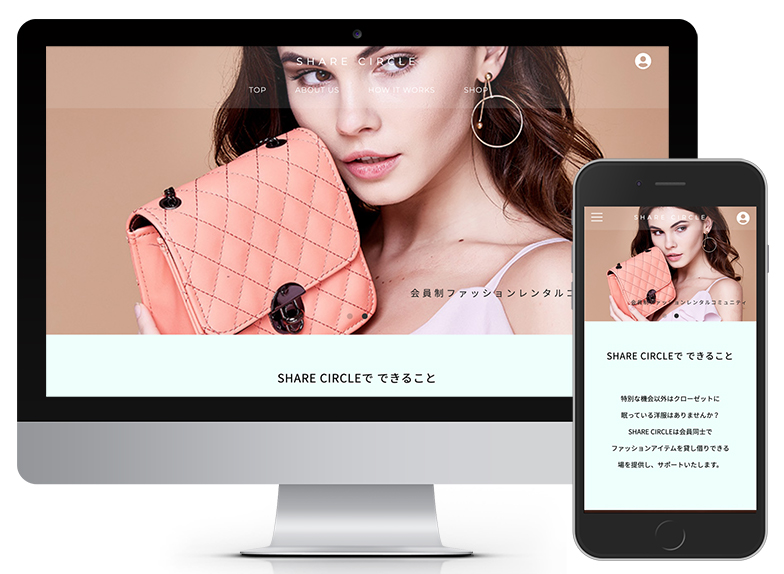 SHARE CIRCLE
TOP ABOUT US HOW IT WORKS SHOP
会員制ファッションレンタルコ
SHARE CIRCLEで できること
SHARE CIRCLE
会員制ファッションレンタルコミュニティ
SHARE CIRCLEで できること
特別な機会以外はクローゼットに
眠っている洋服はありませんか？
SHARE CIRCLEは会員同士で
ファッションアイテムを貸し借りできる
場を提供し、サポートいたします。